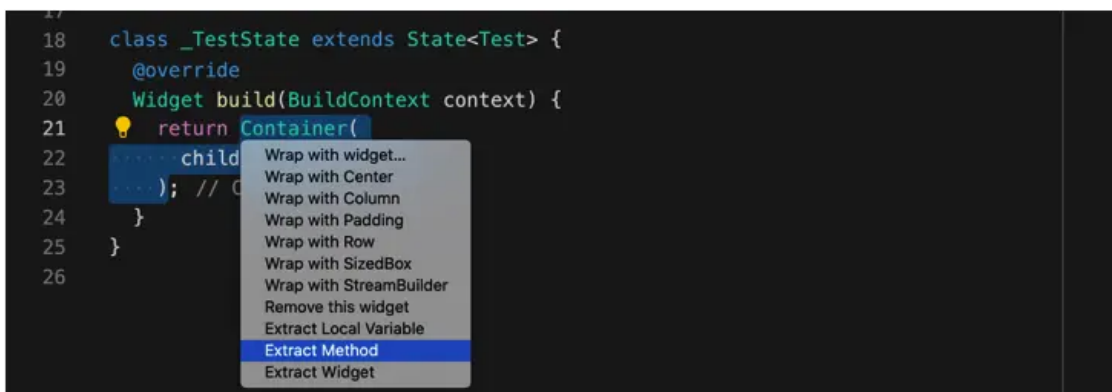 18 class _TestState extends State<Test> {
19 @override
20 Widget build(BuildContext context) {
21 return Container(
22 child
23 ); //
24 }
25 }
26
Wrap with widget...
Wrap with Center
Wrap with Column
Wrap with Padding
Wrap with Row
Wrap with SizedBox
Wrap with StreamBuilder
Remove this widget
Extract Local Variable
Extract Method
Extract Widget